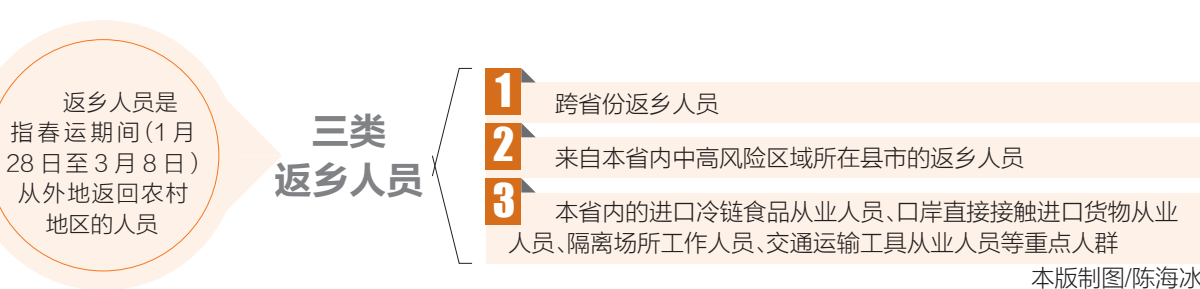 返乡人员是
指春运期间(1月
28日至3月8日)
从外地返回农村
地区的人员
三类
返乡人员
1
跨省份返乡人员
2
来自本省内中高风险区域所在县市的返乡人员
3
本省内的进口冷链食品从业人员、口岸直接接触进口货物从业
人员、隔离场所工作人员、交通运输工具从业人员等重点人群
本版制图/陈海冰